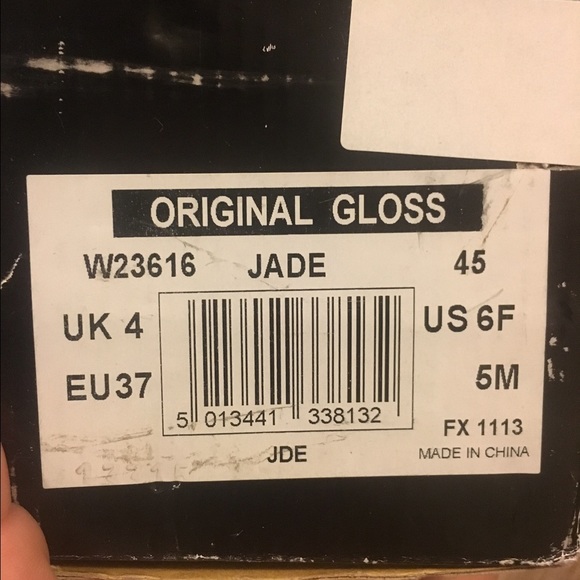 ORIGINAL GLOSS
W23616 JADE 45
UK 4 US 6F
EU37 5M
5 013441 338132
FX 1113
JDE MADE IN CHINA